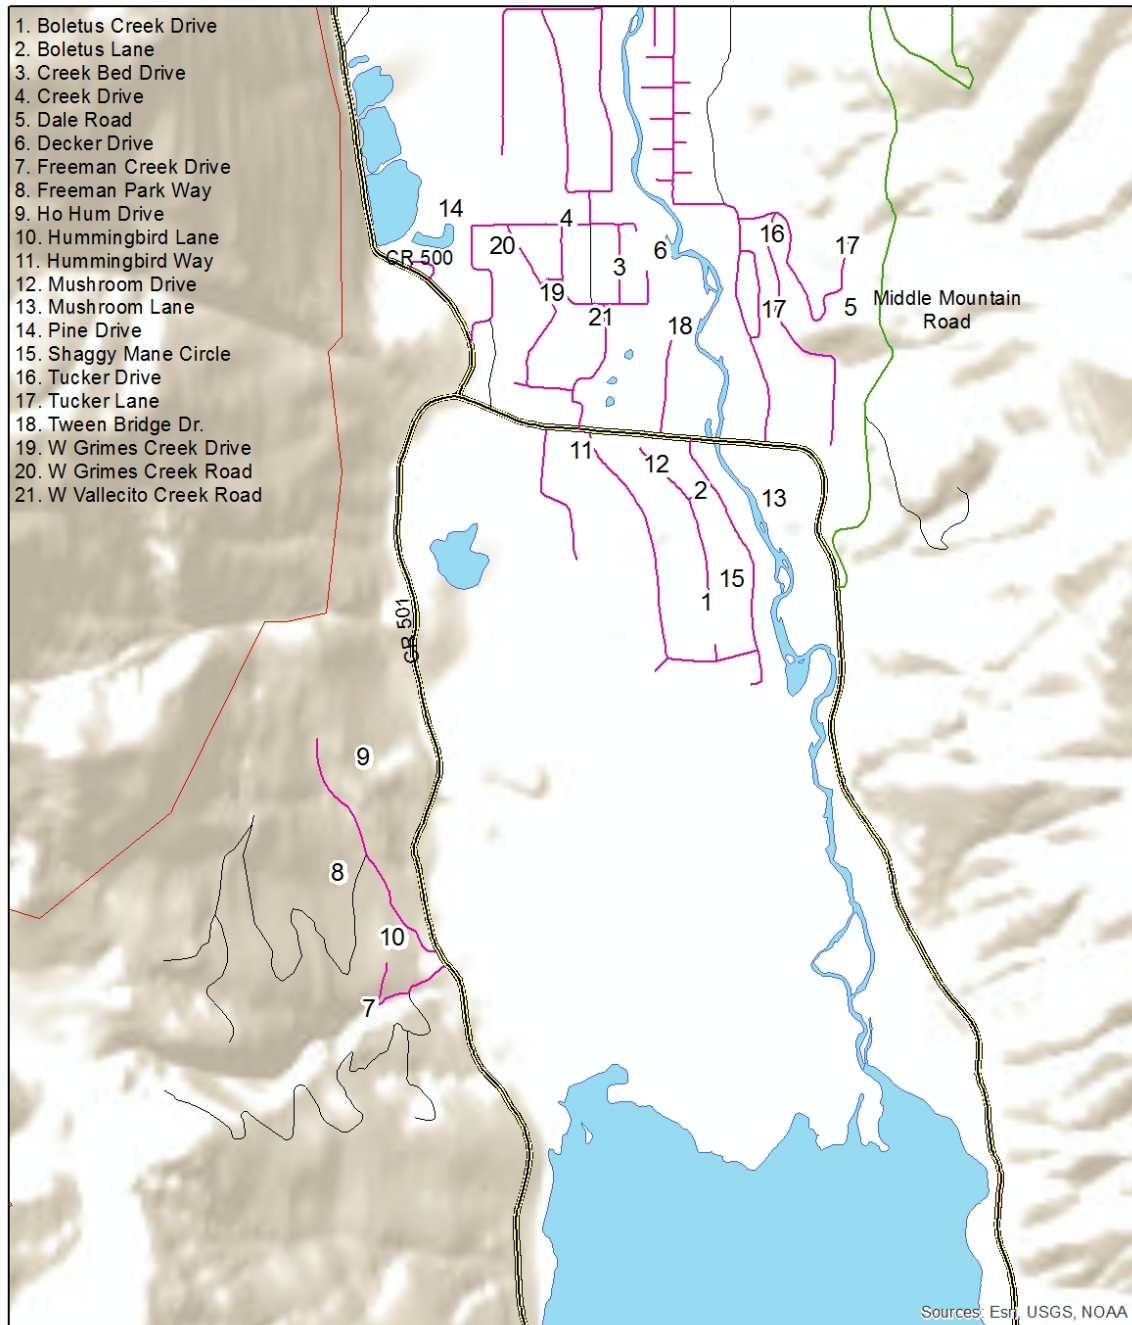 1. Boletus Creek Drive
2. Boletus Lane
3. Creek Bed Drive
4. Creek Drive
5. Dale Road
6. Decker Drive
7. Freeman Creek Drive
8. Freeman Park Way
9. Ho Hum Drive
10. Hummingbird Lane
11. Hummingbird Way
12. Mushroom Drive
13. Mushroom Lane
14. Pine Drive
15. Shaggy Mane Circle
16. Tucker Drive
17. Tucker Lane
18. Tween Bridge Dr.
19. W Grimes Creek Drive
20. W Grimes Creek Road
21. W Vallecito Creek Road
14
4
20
CR 500
3
6
16
17
19
21
18
17
5
Middle Mountain
Road
11
12
2
13
15
1
CR 501
9
8
10
7
Sources: Esri, USGS, NOAA